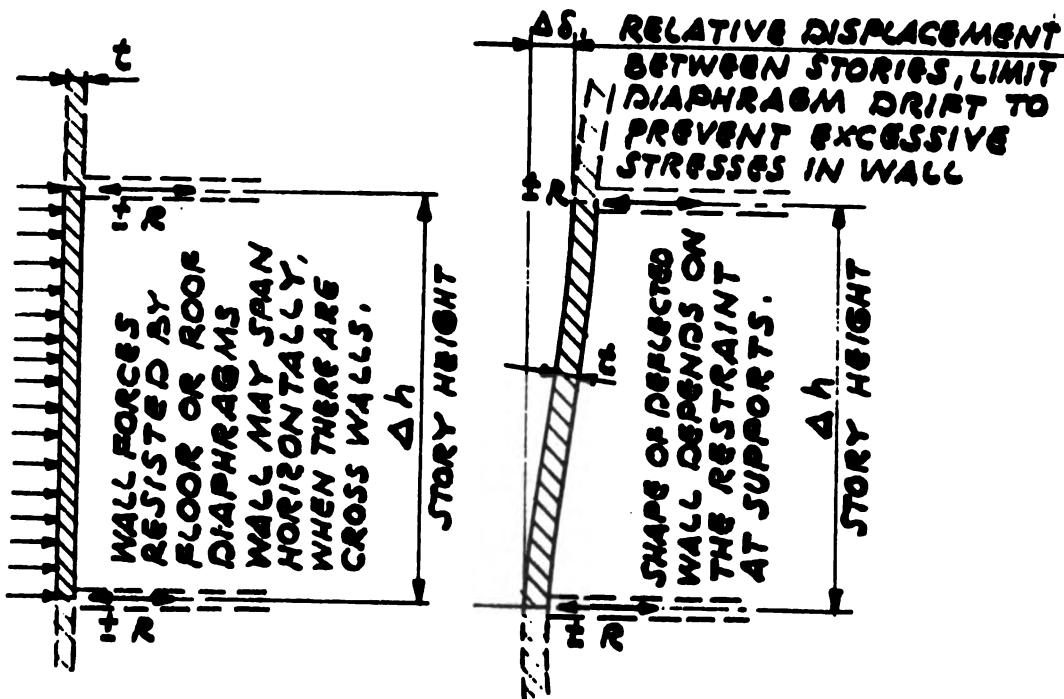 t
± R
WALL FORCES
RESISTED BY
FLOOR OR ROOF
DIAPHRAGMS
WALL MAY SPAN
HORIZONTALLY,
WHEN THERE ARE
CROSS WALLS.
Δh
STORY HEIGHT
± R
Δδ,
RELATIVE DISPLACEMENT
BETWEEN STORIES, LIMIT
DIAPHRAGM DRIFT TO
PREVENT EXCESSIVE
STRESSES IN WALL
± R
t
SHAPE OF DEFLECTED
WALL DEPENDS ON
THE RESTRAINT
AT SUPPORTS.
Δh
STORY HEIGHT
± R